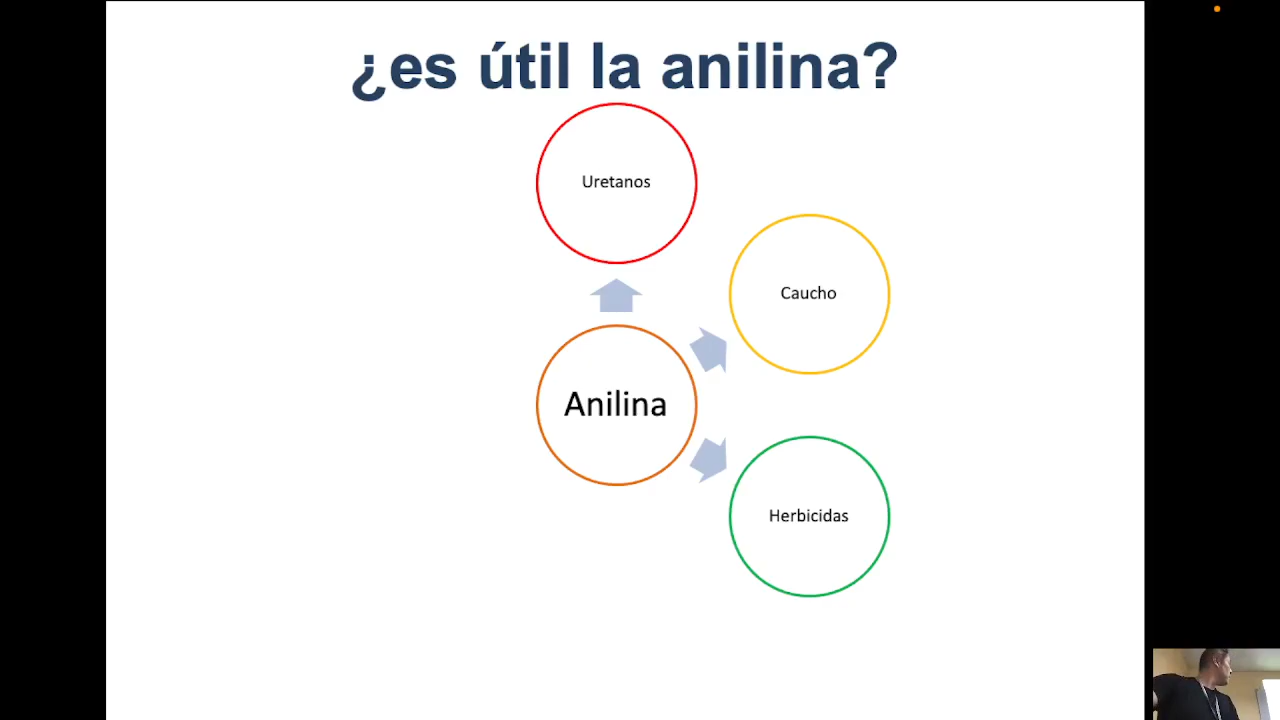 ¿es útil la anilina?
Uretanos
Caucho
Anilina
Herbicidas